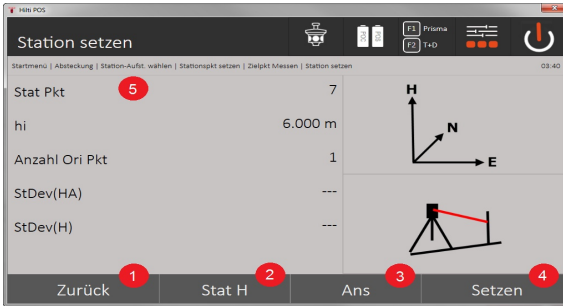 Hilti POS
Station setzen
POC
POS
F1 Prisma
F2 T+D
Startmenü | Absteckung | Station-Aufst. wählen | Stationspkt setzen | Zielpkt Messen | Station setzen 03:40
Stat Pkt 5 7
hi 6.000 m
Anzahl Ori Pkt 1
StDev(HA) ---
StDev(H) ---
H
N
E
1 2 3 4
Zurück Stat H Ans Setzen